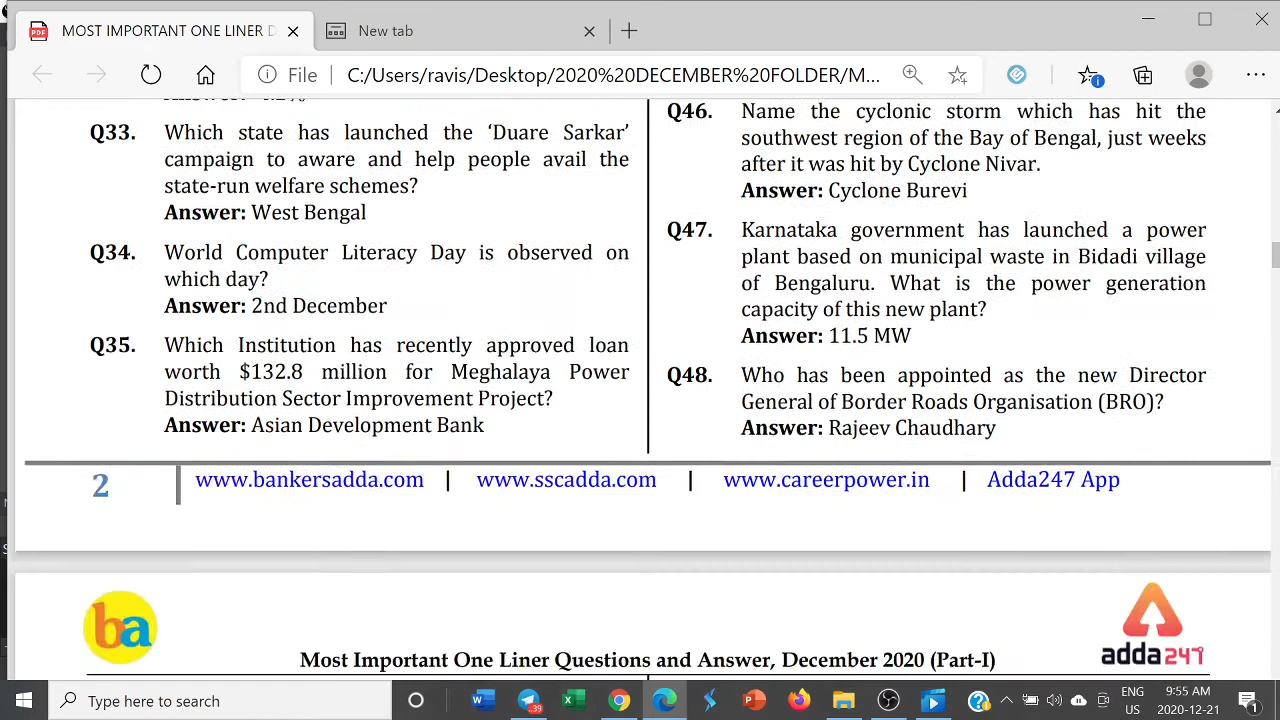 MOST IMPORTANT ONE LINER D
New tab
File
C:/Users/ravis/Desktop/2020%20DECEMBER%20FOLDER/M...
Q33. Which state has launched the ‘Duare Sarkar’
campaign to aware and help people avail the
state-run welfare schemes?
Answer: West Bengal
Q34. World Computer Literacy Day is observed on
which day?
Answer: 2nd December
Q35. Which Institution has recently approved loan
worth $132.8 million for Meghalaya Power
Distribution Sector Improvement Project?
Answer: Asian Development Bank
Q46. Name the cyclonic storm which has hit the
southwest region of the Bay of Bengal, just weeks
after it was hit by Cyclone Nivar.
Answer: Cyclone Burevi
Q47. Karnataka government has launched a power
plant based on municipal waste in Bidadi village
of Bengaluru. What is the power generation
capacity of this new plant?
Answer: 11.5 MW
Q48. Who has been appointed as the new Director
General of Border Roads Organisation (BRO)?
Answer: Rajeev Chaudhary
2 www.bankersadda.com | www.sscadda.com | www.careerpower.in | Adda247 App
ba
adda247
Most Important One Liner Questions and Answer, December 2020 (Part-I)
Type here to search
.39
ENG
US
9:55 AM
2020-12-21
1